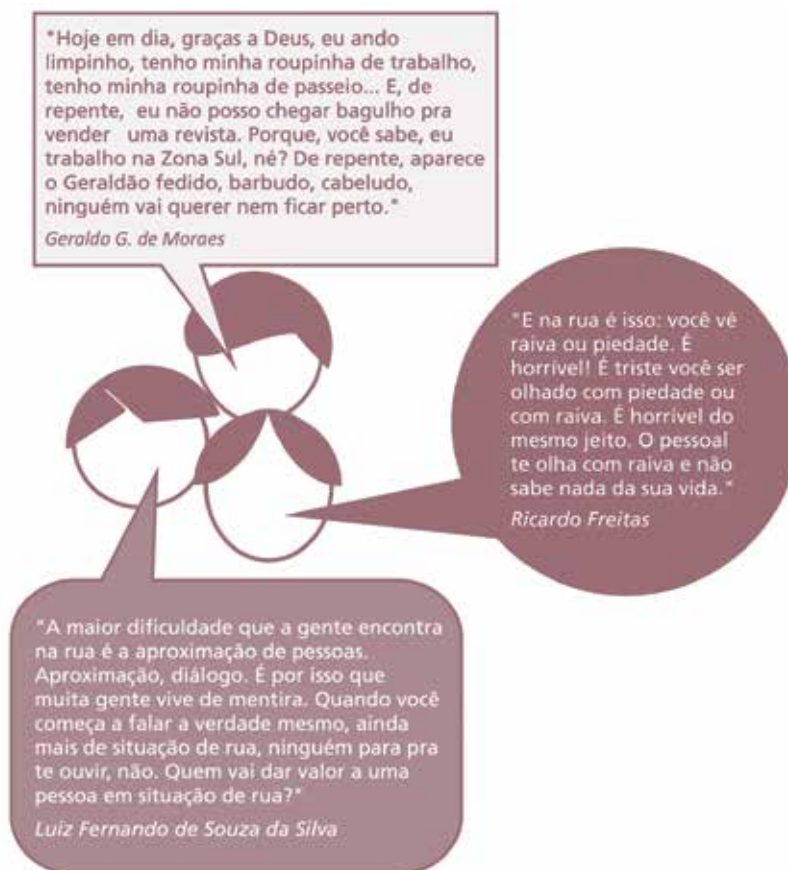 "Hoje em dia, graças a Deus, eu ando
limpinho, tenho minha roupinha de trabalho,
tenho minha roupinha de passeio... E, de
repente, eu não posso chegar bagulho pra
vender uma revista. Porque, você sabe, eu
trabalho na Zona Sul, né? De repente, aparece
o Geraldão fedido, barbudo, cabeludo,
ninguém vai querer nem ficar perto."
Geraldo G. de Moraes
"E na rua é isso: você vê
raiva ou piedade. É
horrível! É triste você ser
olhado com piedade ou
com raiva. É horrível do
mesmo jeito. O pessoal
te olha com raiva e não
sabe nada da sua vida."
Ricardo Freitas
"A maior dificuldade que a gente encontra
na rua é a aproximação de pessoas.
Aproximação, diálogo. É por isso que
muita gente vive de mentira. Quando você
começa a falar a verdade mesmo, ainda
mais de situação de rua, ninguém para pra
te ouvir, não. Quem vai dar valor a uma
pessoa em situação de rua?"
Luiz Fernando de Souza da Silva